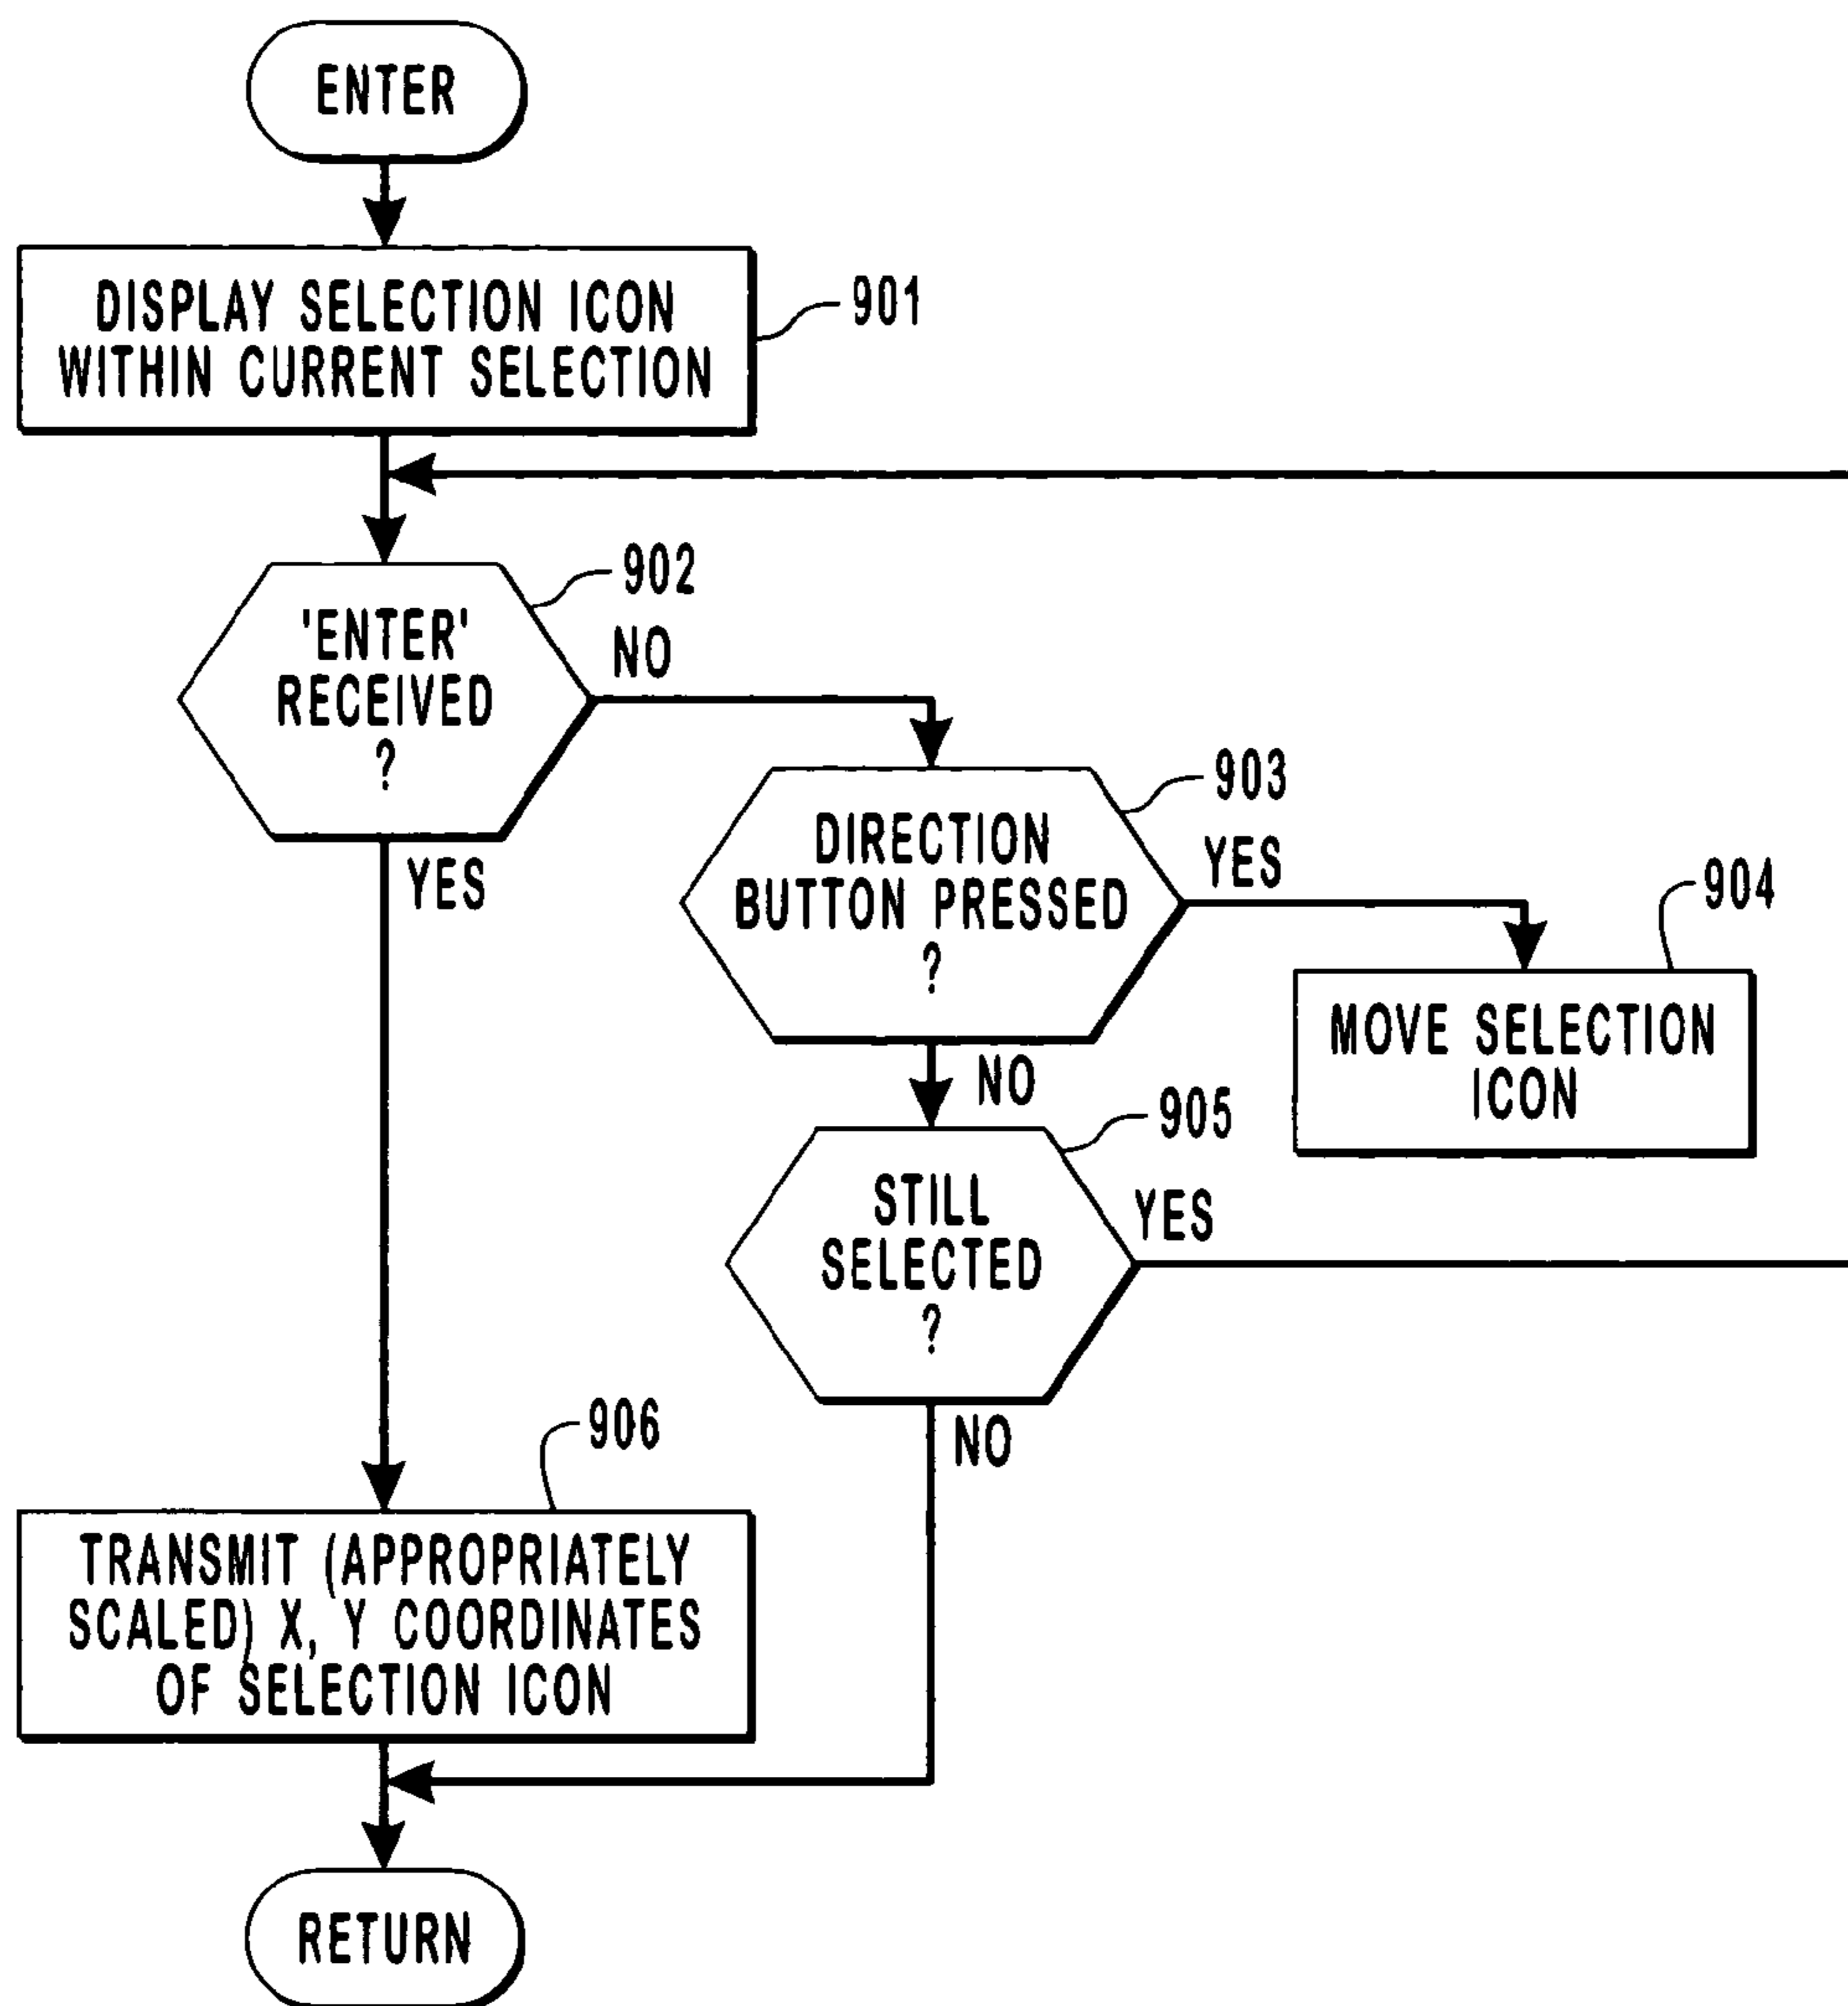 ENTER
DISPLAY SELECTION ICON
WITHIN CURRENT SELECTION
901
902
'ENTER'
RECEIVED
?
NO
YES
903
DIRECTION
BUTTON PRESSED
?
YES
NO
904
MOVE SELECTION
ICON
905
STILL
SELECTED
?
YES
NO
906
TRANSMIT (APPROPRIATELY
SCALED) X, Y COORDINATES
OF SELECTION ICON
RETURN